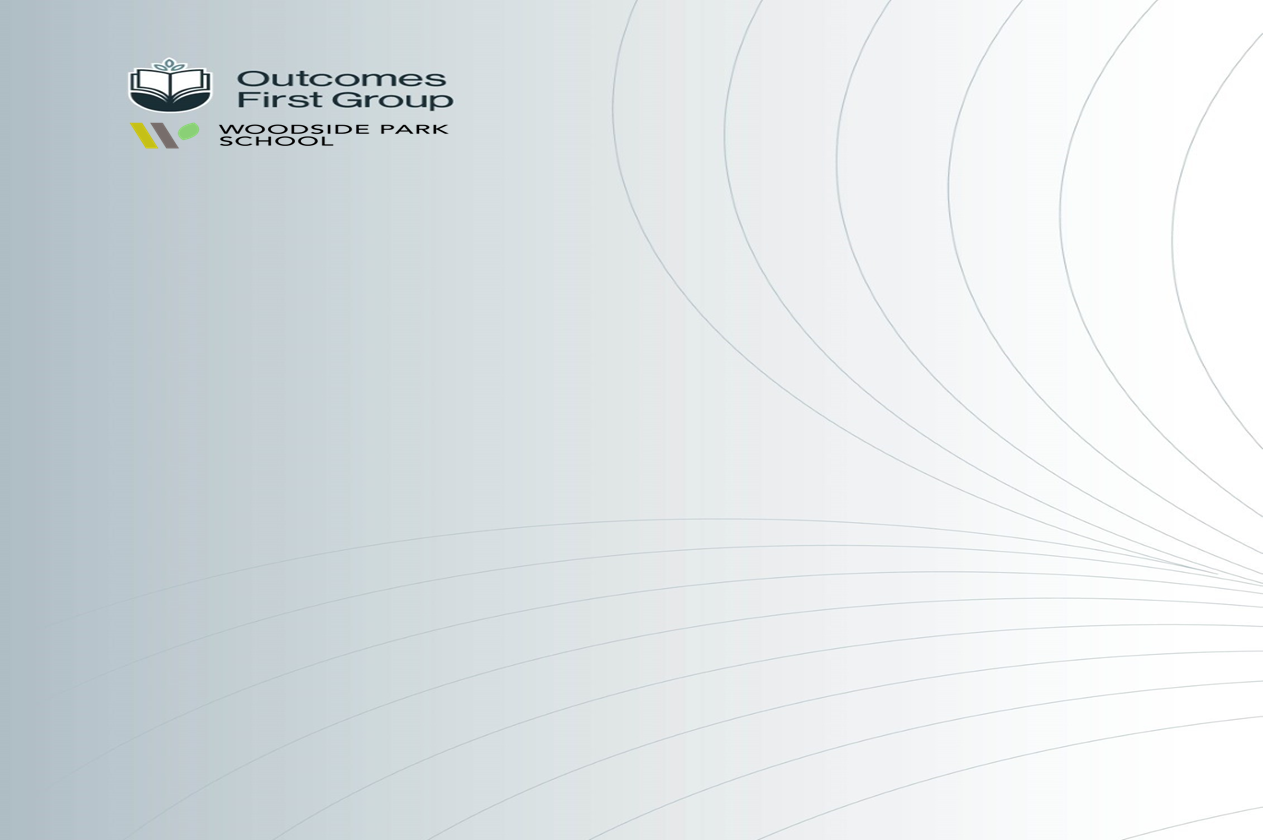 Outcomes
First Group
WOODSIDE PARK
SCHOOL